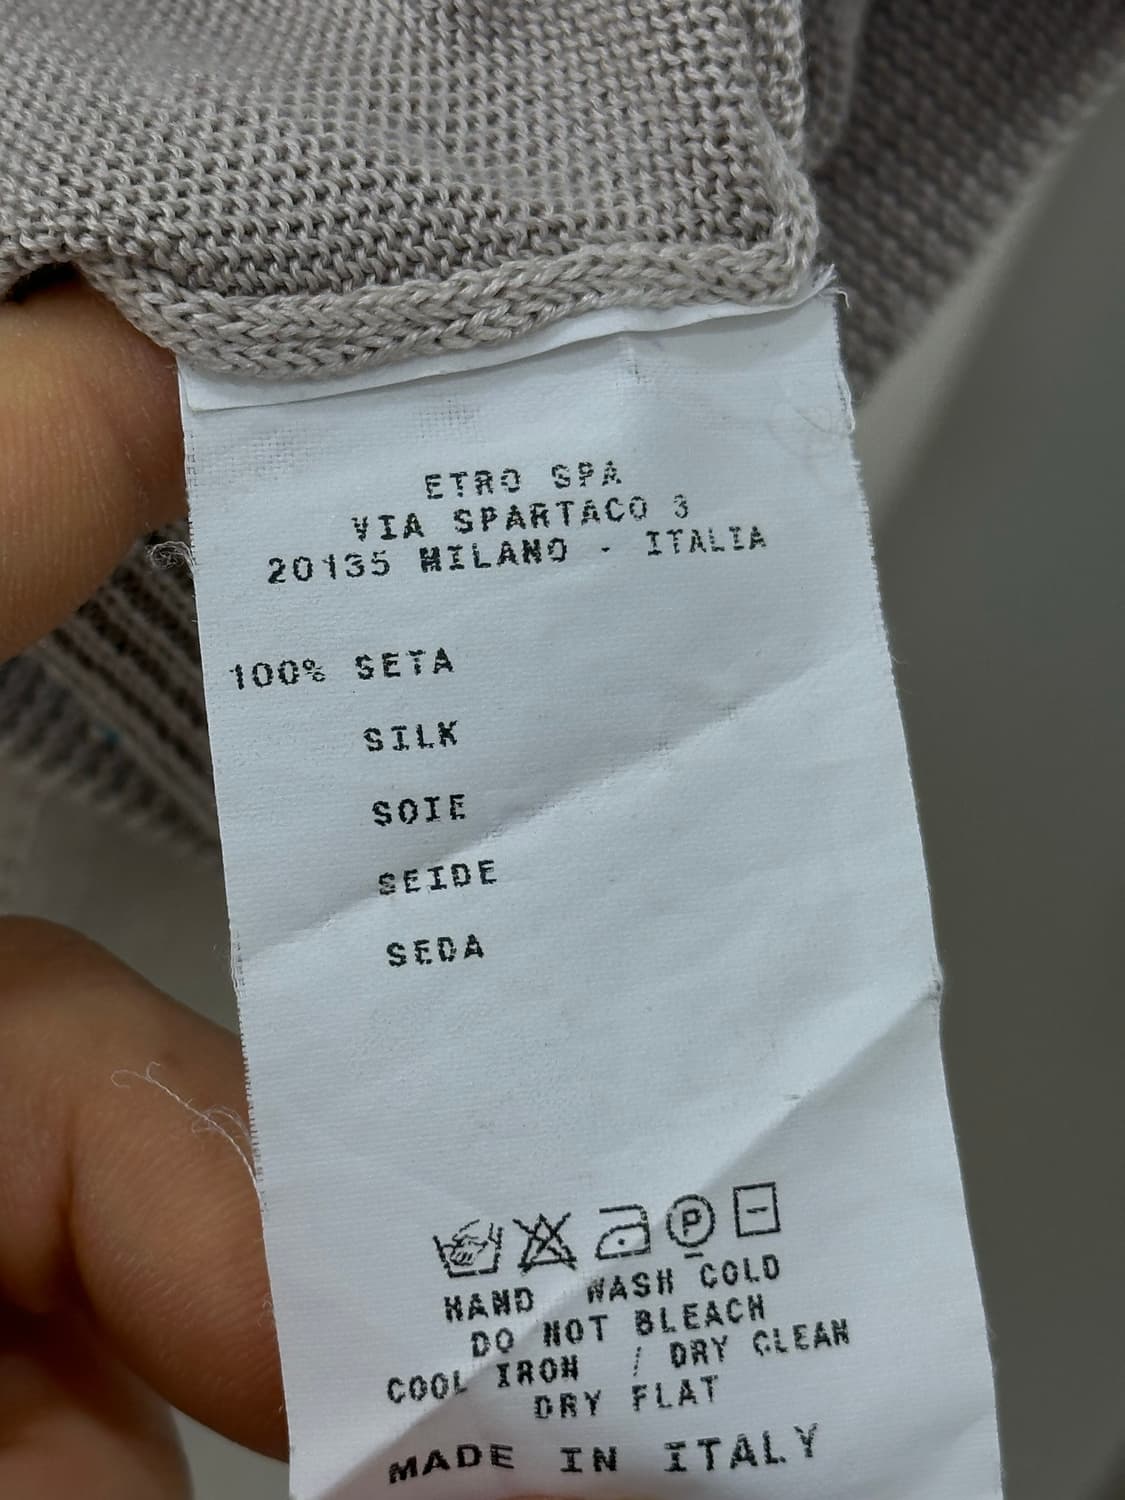 ETRO SPA
VIA SPARTACO 3
20135 MILANO - ITALIA
100% SETA
SILK
SOIE
SEIDE
SEDA
P
HAND WASH COLD
DO NOT BLEACH
COOL IRON / DRY CLEAN
DRY FLAT
MADE IN ITALY